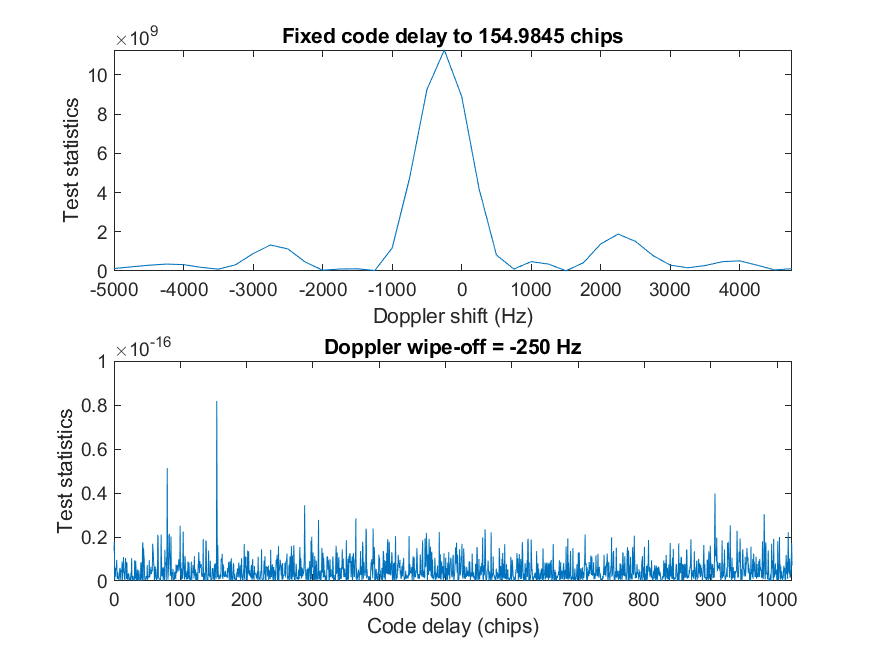 ×10⁹
Fixed code delay to 154.9845 chips
10
8
6
4
2
0
Test statistics
-5000 -4000 -3000 -2000 -1000 0 1000 2000 3000 4000
Doppler shift (Hz)
×10⁻¹⁶
Doppler wipe-off = -250 Hz
1
0.8
0.6
0.4
0.2
0
Test statistics
0 100 200 300 400 500 600 700 800 900 1000
Code delay (chips)